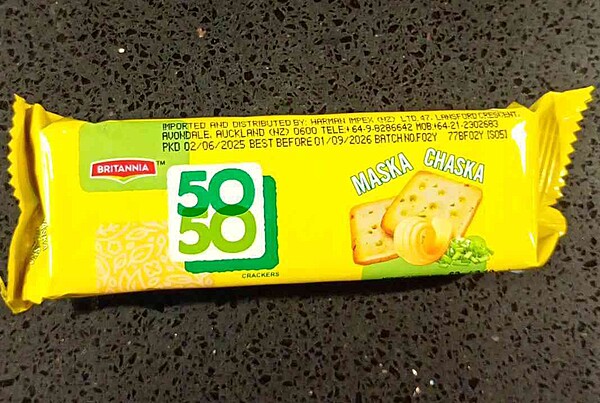 IMPORTED AND DISTRIBUTED BY: HARMAN IMPEX (NZ) LTD, 47, LANSFORD CRESCENT,
AVONDALE, AUCKLAND (NZ) 0600 TELE:+64-9-8286642 MOB:+64-21-2302683
PKD 02/06/2025 BEST BEFORE 01/09/2026 BATCH NO.F02Y 77BF02Y (S05)
BRITANNIA TM
50
50
CRACKERS
MASKA CHASKA